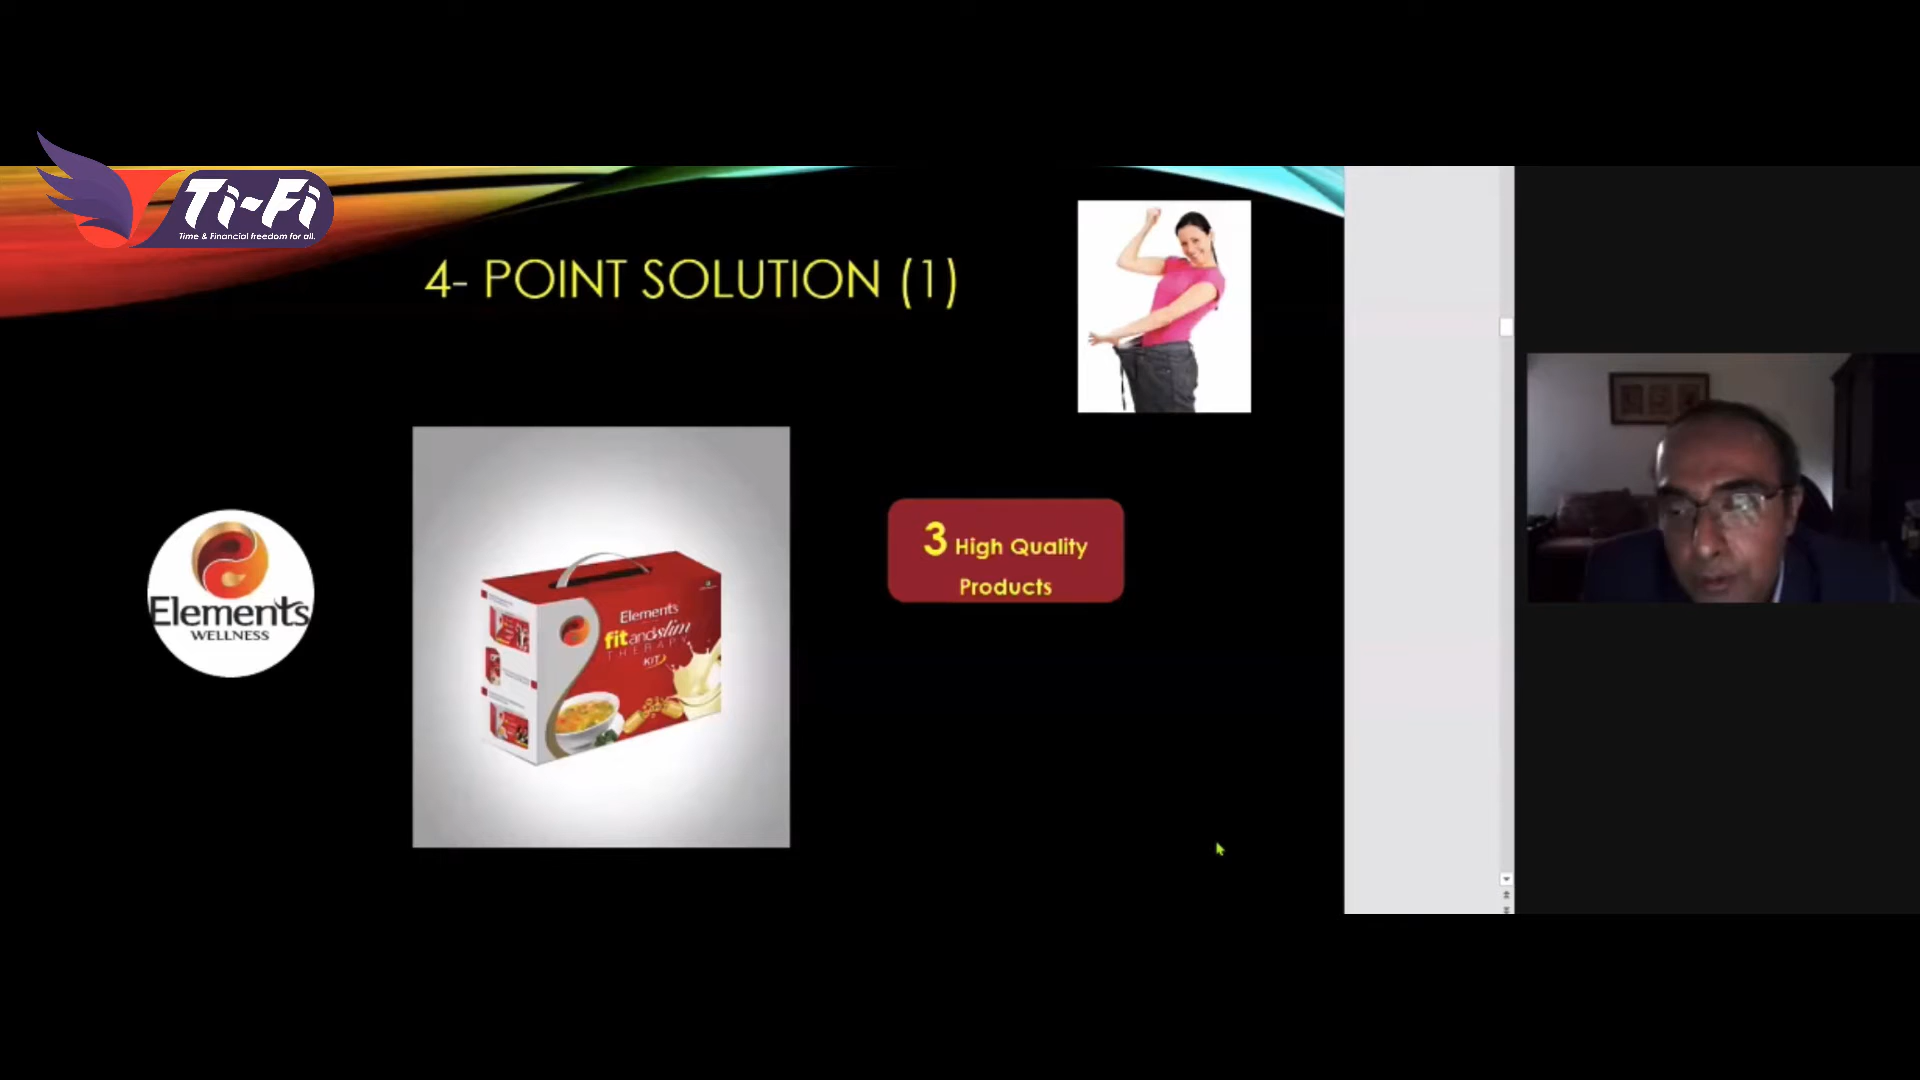 Ti-Fi
Time & Financial freedom for all.
4- POINT SOLUTION (1)
Elements
WELLNESS
Elements
fit and slim
THERAPY
KIT
3 High Quality
Products